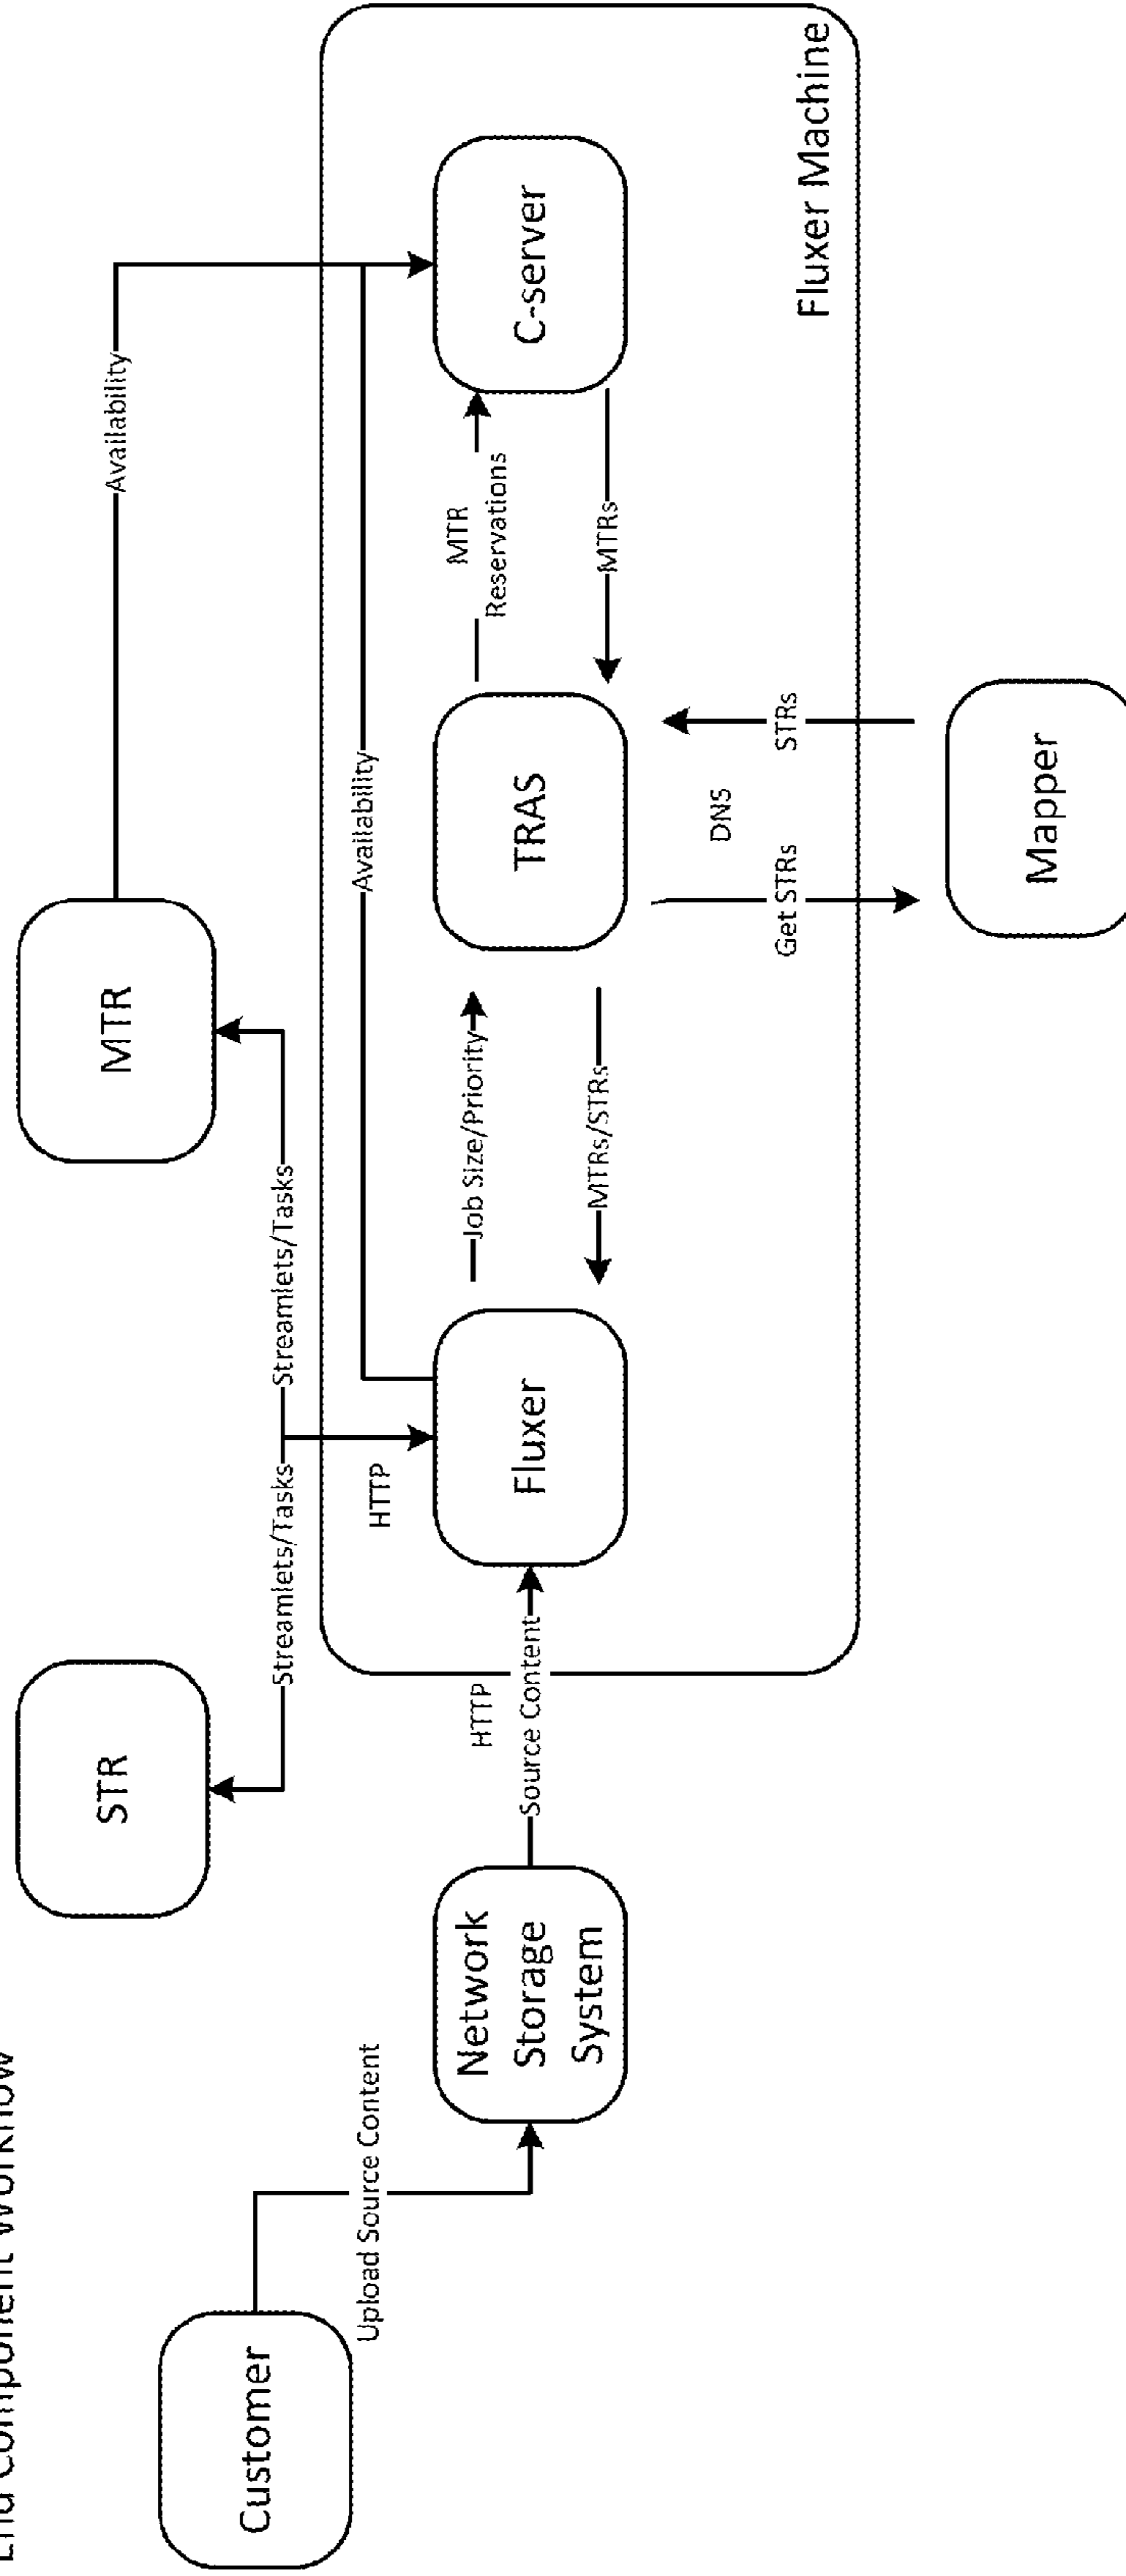 End Component Workflow
Customer
Upload Source Content
Network
Storage
System
HTTP
Source Content
STR
Streamlets/Tasks
Streamlets/Tasks
MTR
HTTP
Fluxer
Availability
Availability
Job Size/Priority
MTRs/STRs
TRAS
MTR
Reservations
MTRs
C-server
Get STRs
DNS
STRs
Mapper
Fluxer Machine